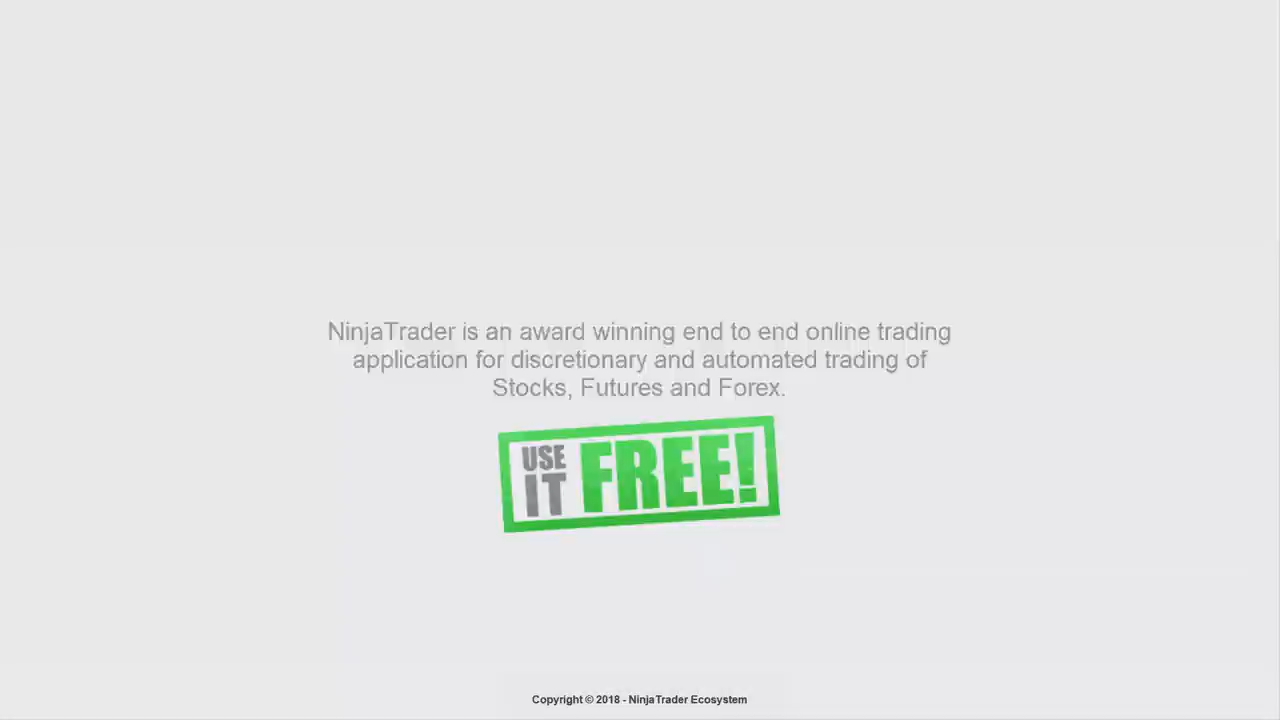 NinjaTrader is an award winning end to end online trading
application for discretionary and automated trading of
Stocks, Futures and Forex.
USE IT FREE!
Copyright © 2018 - NinjaTrader Ecosystem